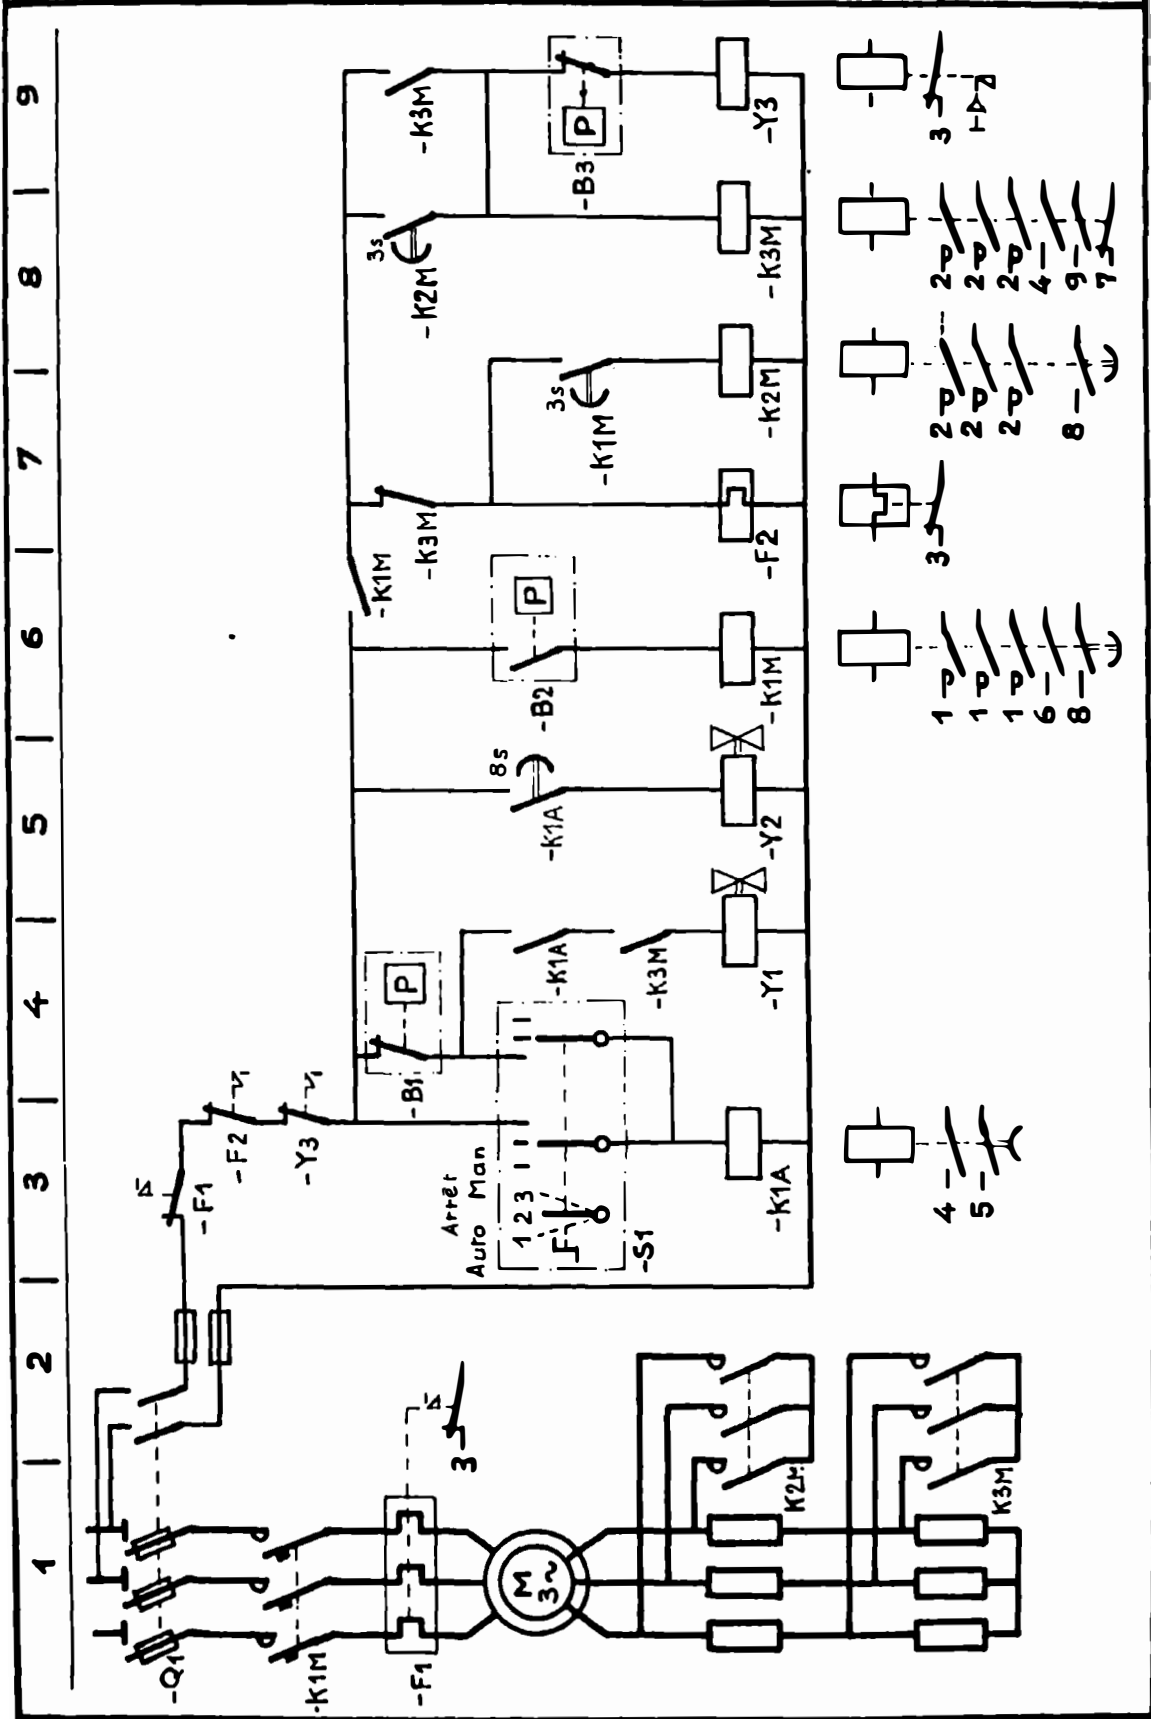 1 | 2 | 3 | 4 | 5 | 6 | 7 | 8 | 9
-Q1
-K1M
-F1
3
M
3~
K2M
K3M
-F1
-F2
-Y3
Arrêt
Auto Man
1 2 3
-S1
-B1
P
-K1A
-K3M
8s
-K1A
-B2
P
-K1M
-K3M
3s
-K1M
3s
-K2M
-K3M
-B3
P
-K1A
-Y1
-Y2
-K1M
-F2
-K2M
-K3M
-Y3
4
5
1 P
1 P
1 P
6
8
3
2 P
2 P
2 P
8
2 P
2 P
2 P
4
9
7
3